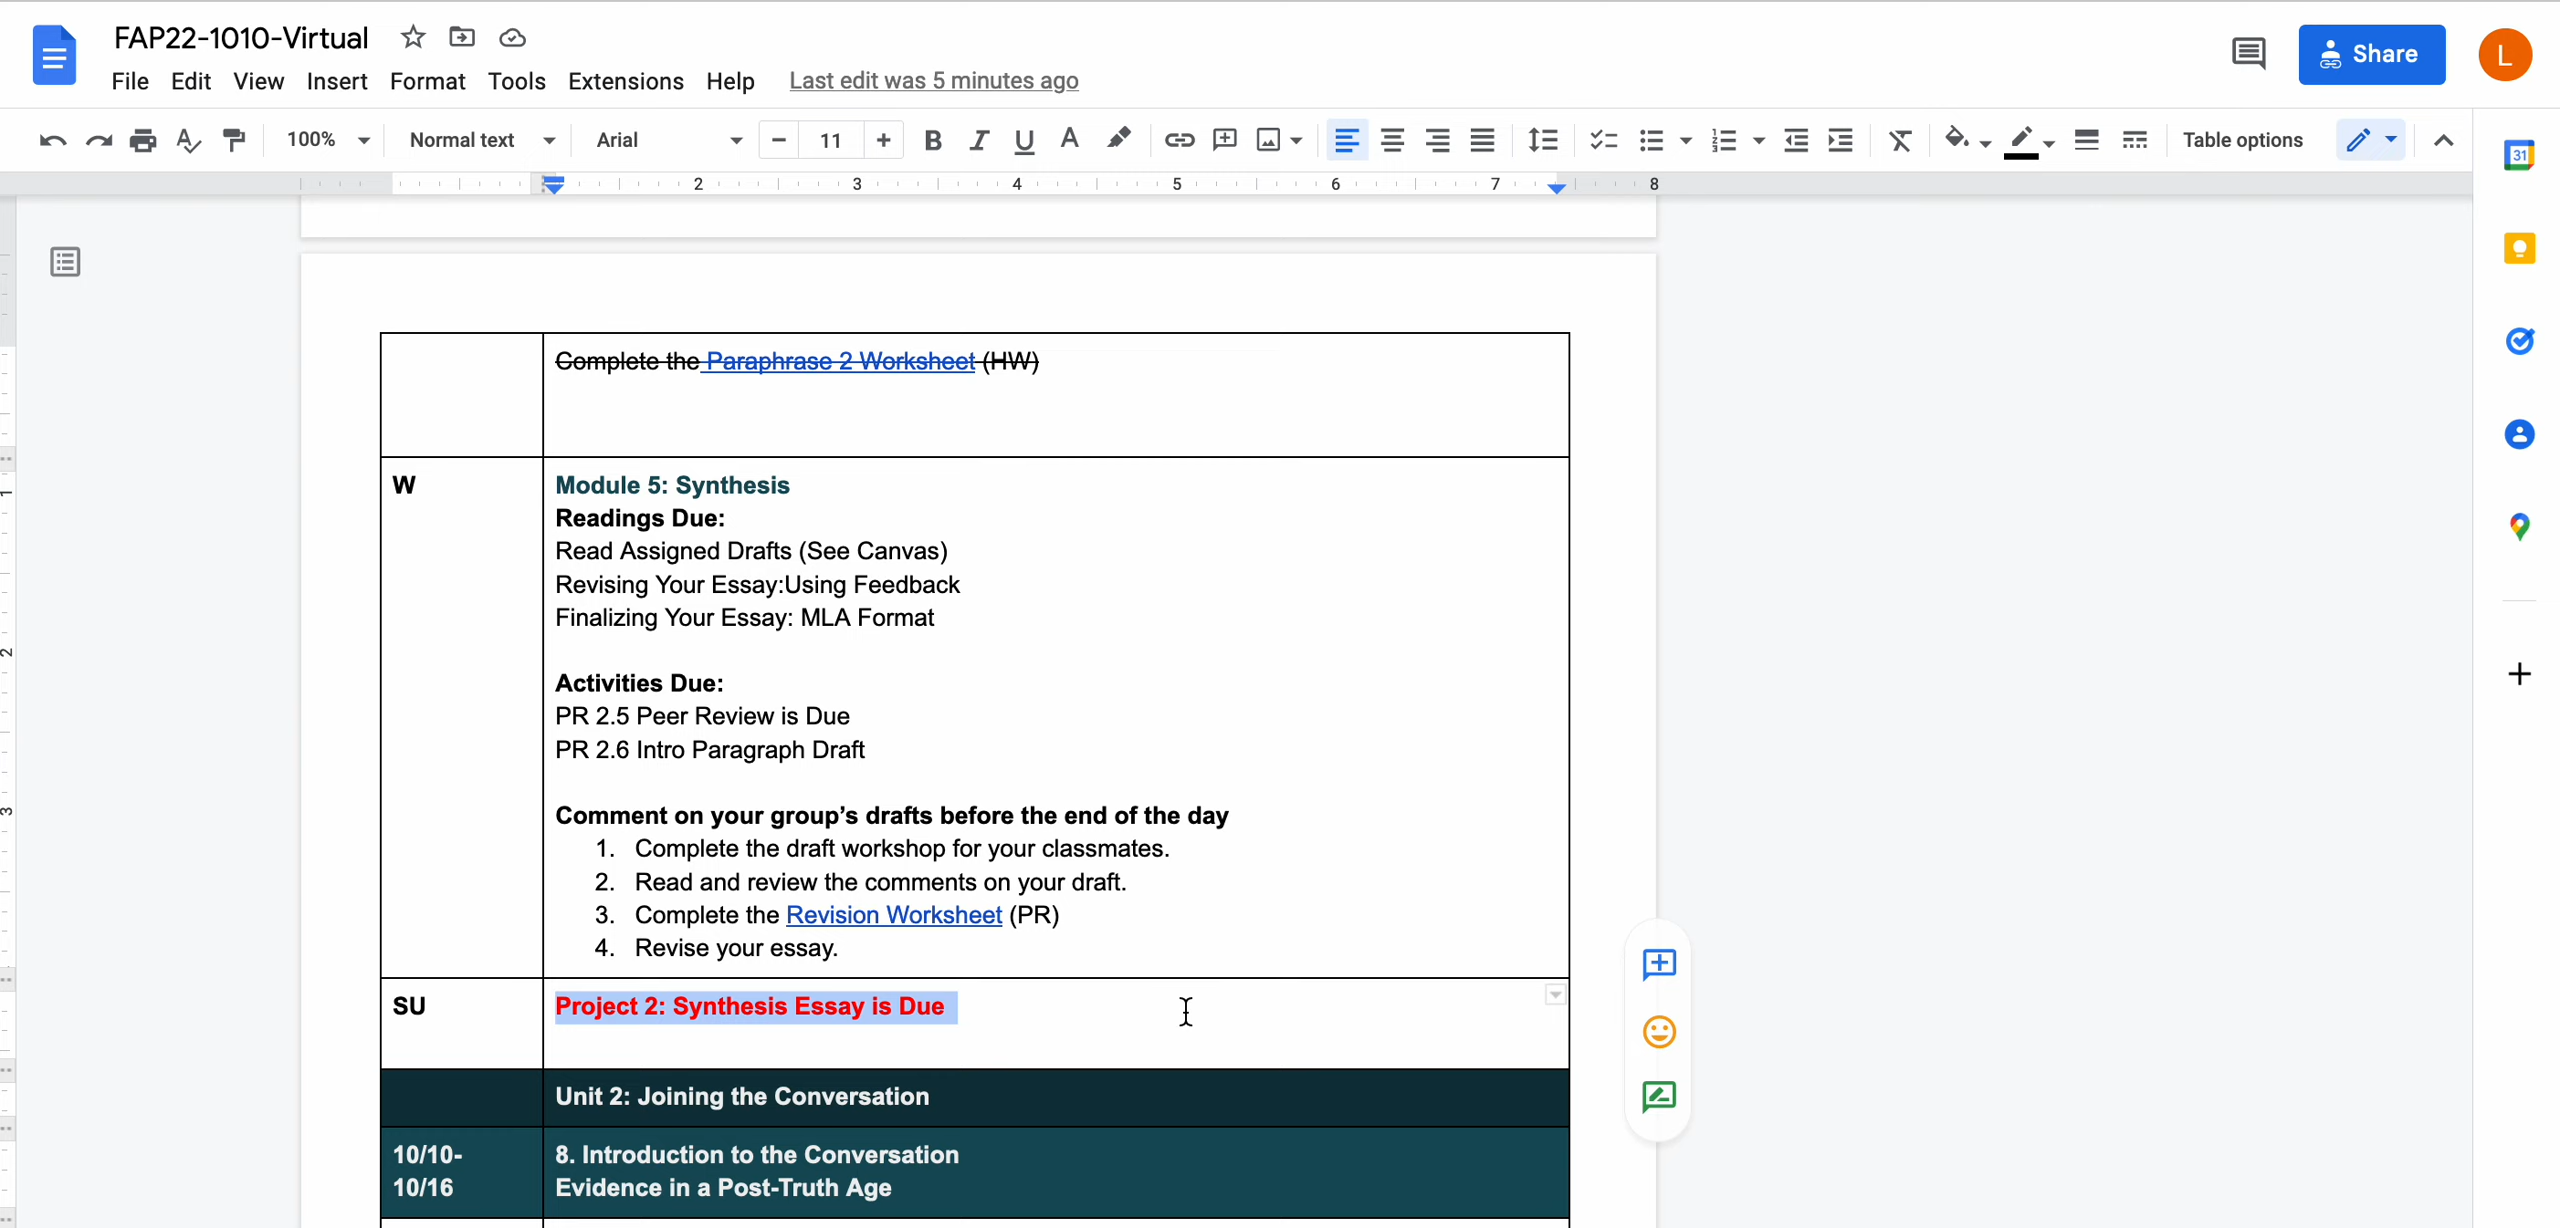 FAP22-1010-Virtual
File Edit View Insert Format Tools Extensions Help Last edit was 5 minutes ago
Share
L
100% Normal text Arial 11 Table options
31
2 3 4 5 6 7 8
Complete the Paraphrase 2 Worksheet (HW)
W
Module 5: Synthesis
Readings Due:
Read Assigned Drafts (See Canvas)
Revising Your Essay:Using Feedback
Finalizing Your Essay: MLA Format
Activities Due:
PR 2.5 Peer Review is Due
PR 2.6 Intro Paragraph Draft
Comment on your group’s drafts before the end of the day
1. Complete the draft workshop for your classmates.
2. Read and review the comments on your draft.
3. Complete the Revision Worksheet (PR)
4. Revise your essay.
SU
Project 2: Synthesis Essay is Due
Unit 2: Joining the Conversation
10/10-
10/16
8. Introduction to the Conversation
Evidence in a Post-Truth Age
1
2
3